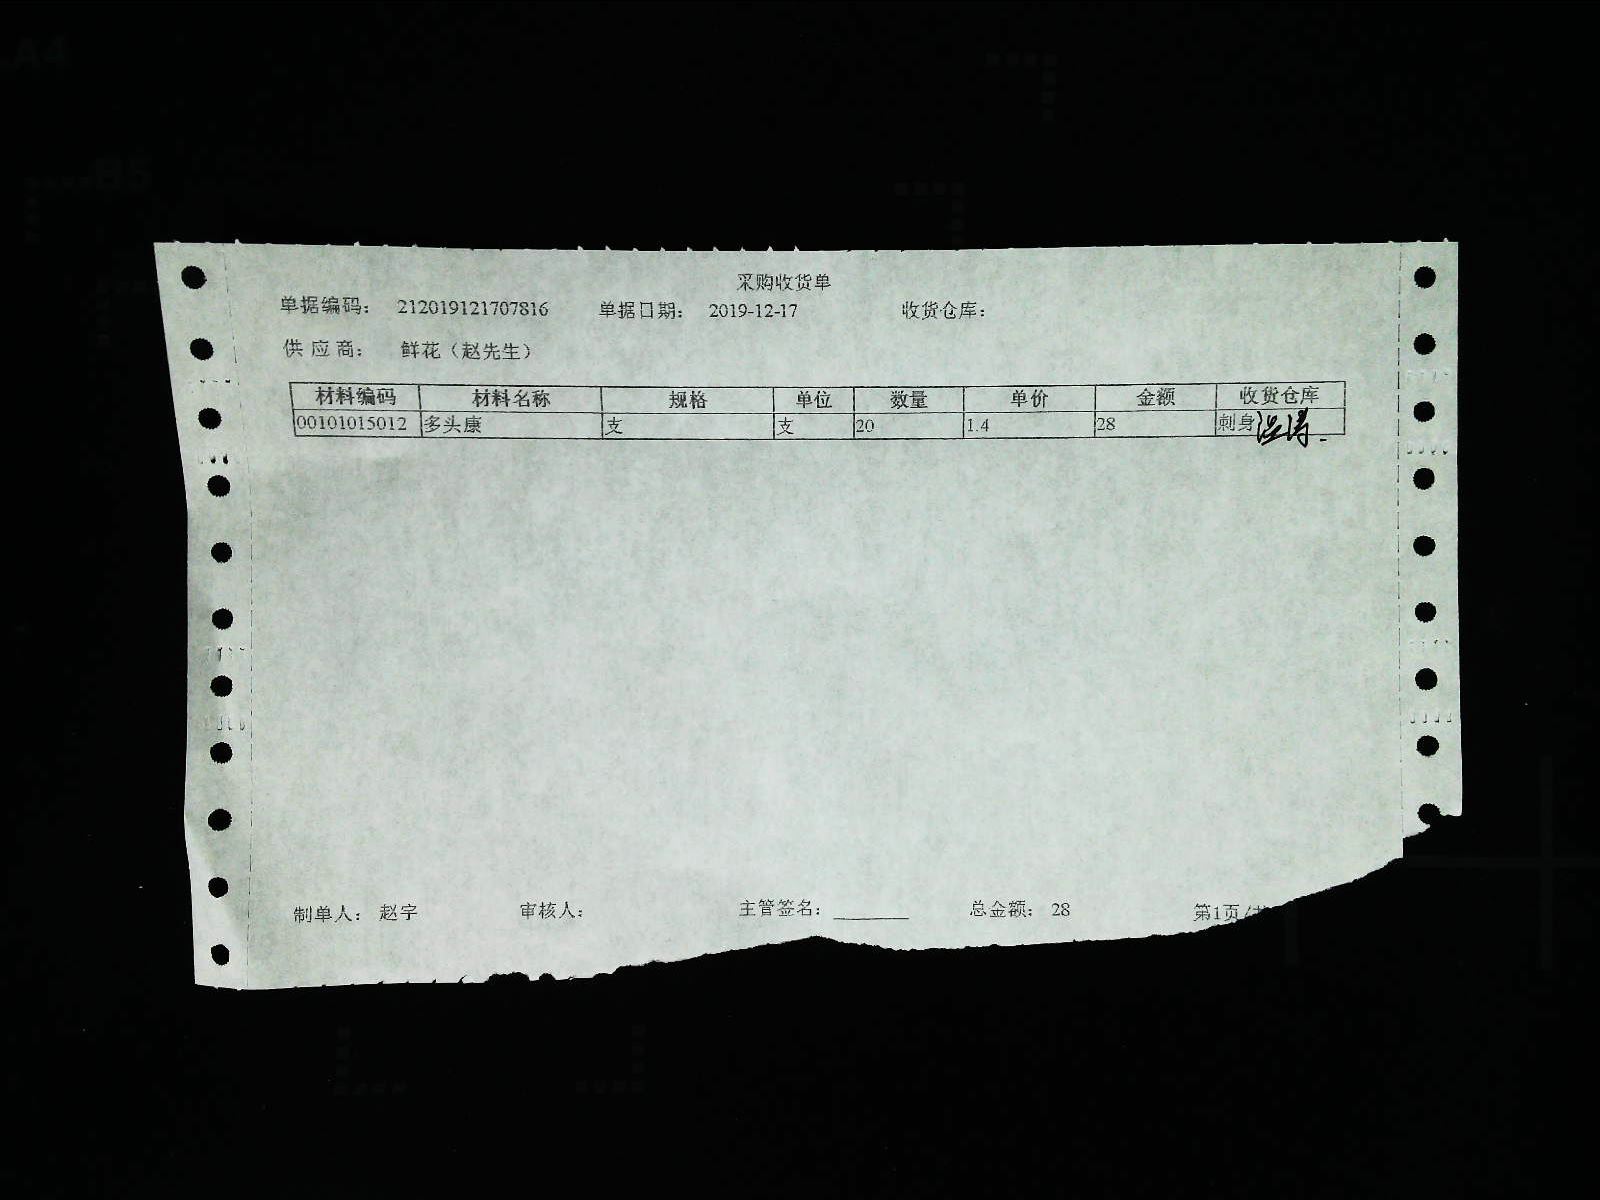 采购收货单
单据编码： 212019121707816 单据日期： 2019-12-17 收货仓库：
供 应 商： 鲜花（赵先生）
材料编码 材料名称 规格 单位 数量 单价 金额 收货仓库
00101015012 多头康 支 支 20 1.4 28 刺身
制单人： 赵宇 审核人： 主管签名： 总金额： 28 第1页/